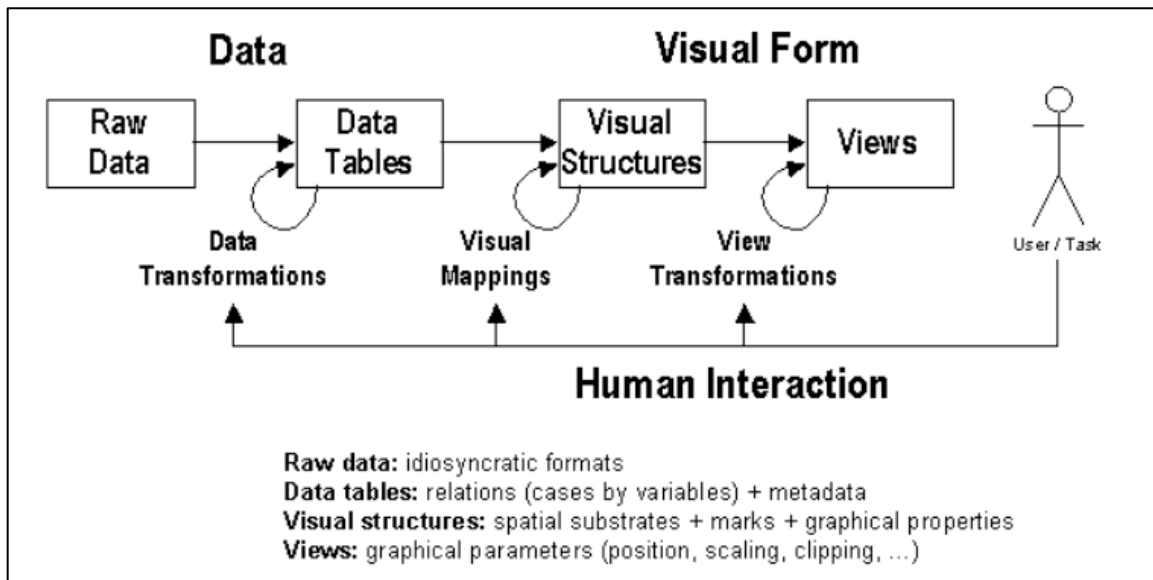 Data
Visual Form
Raw
Data
Data
Tables
Visual
Structures
Views
Data
Transformations
Visual
Mappings
View
Transformations
User / Task
Human Interaction
Raw data: idiosyncratic formats
Data tables: relations (cases by variables) + metadata
Visual structures: spatial substrates + marks + graphical properties
Views: graphical parameters (position, scaling, clipping, ...)